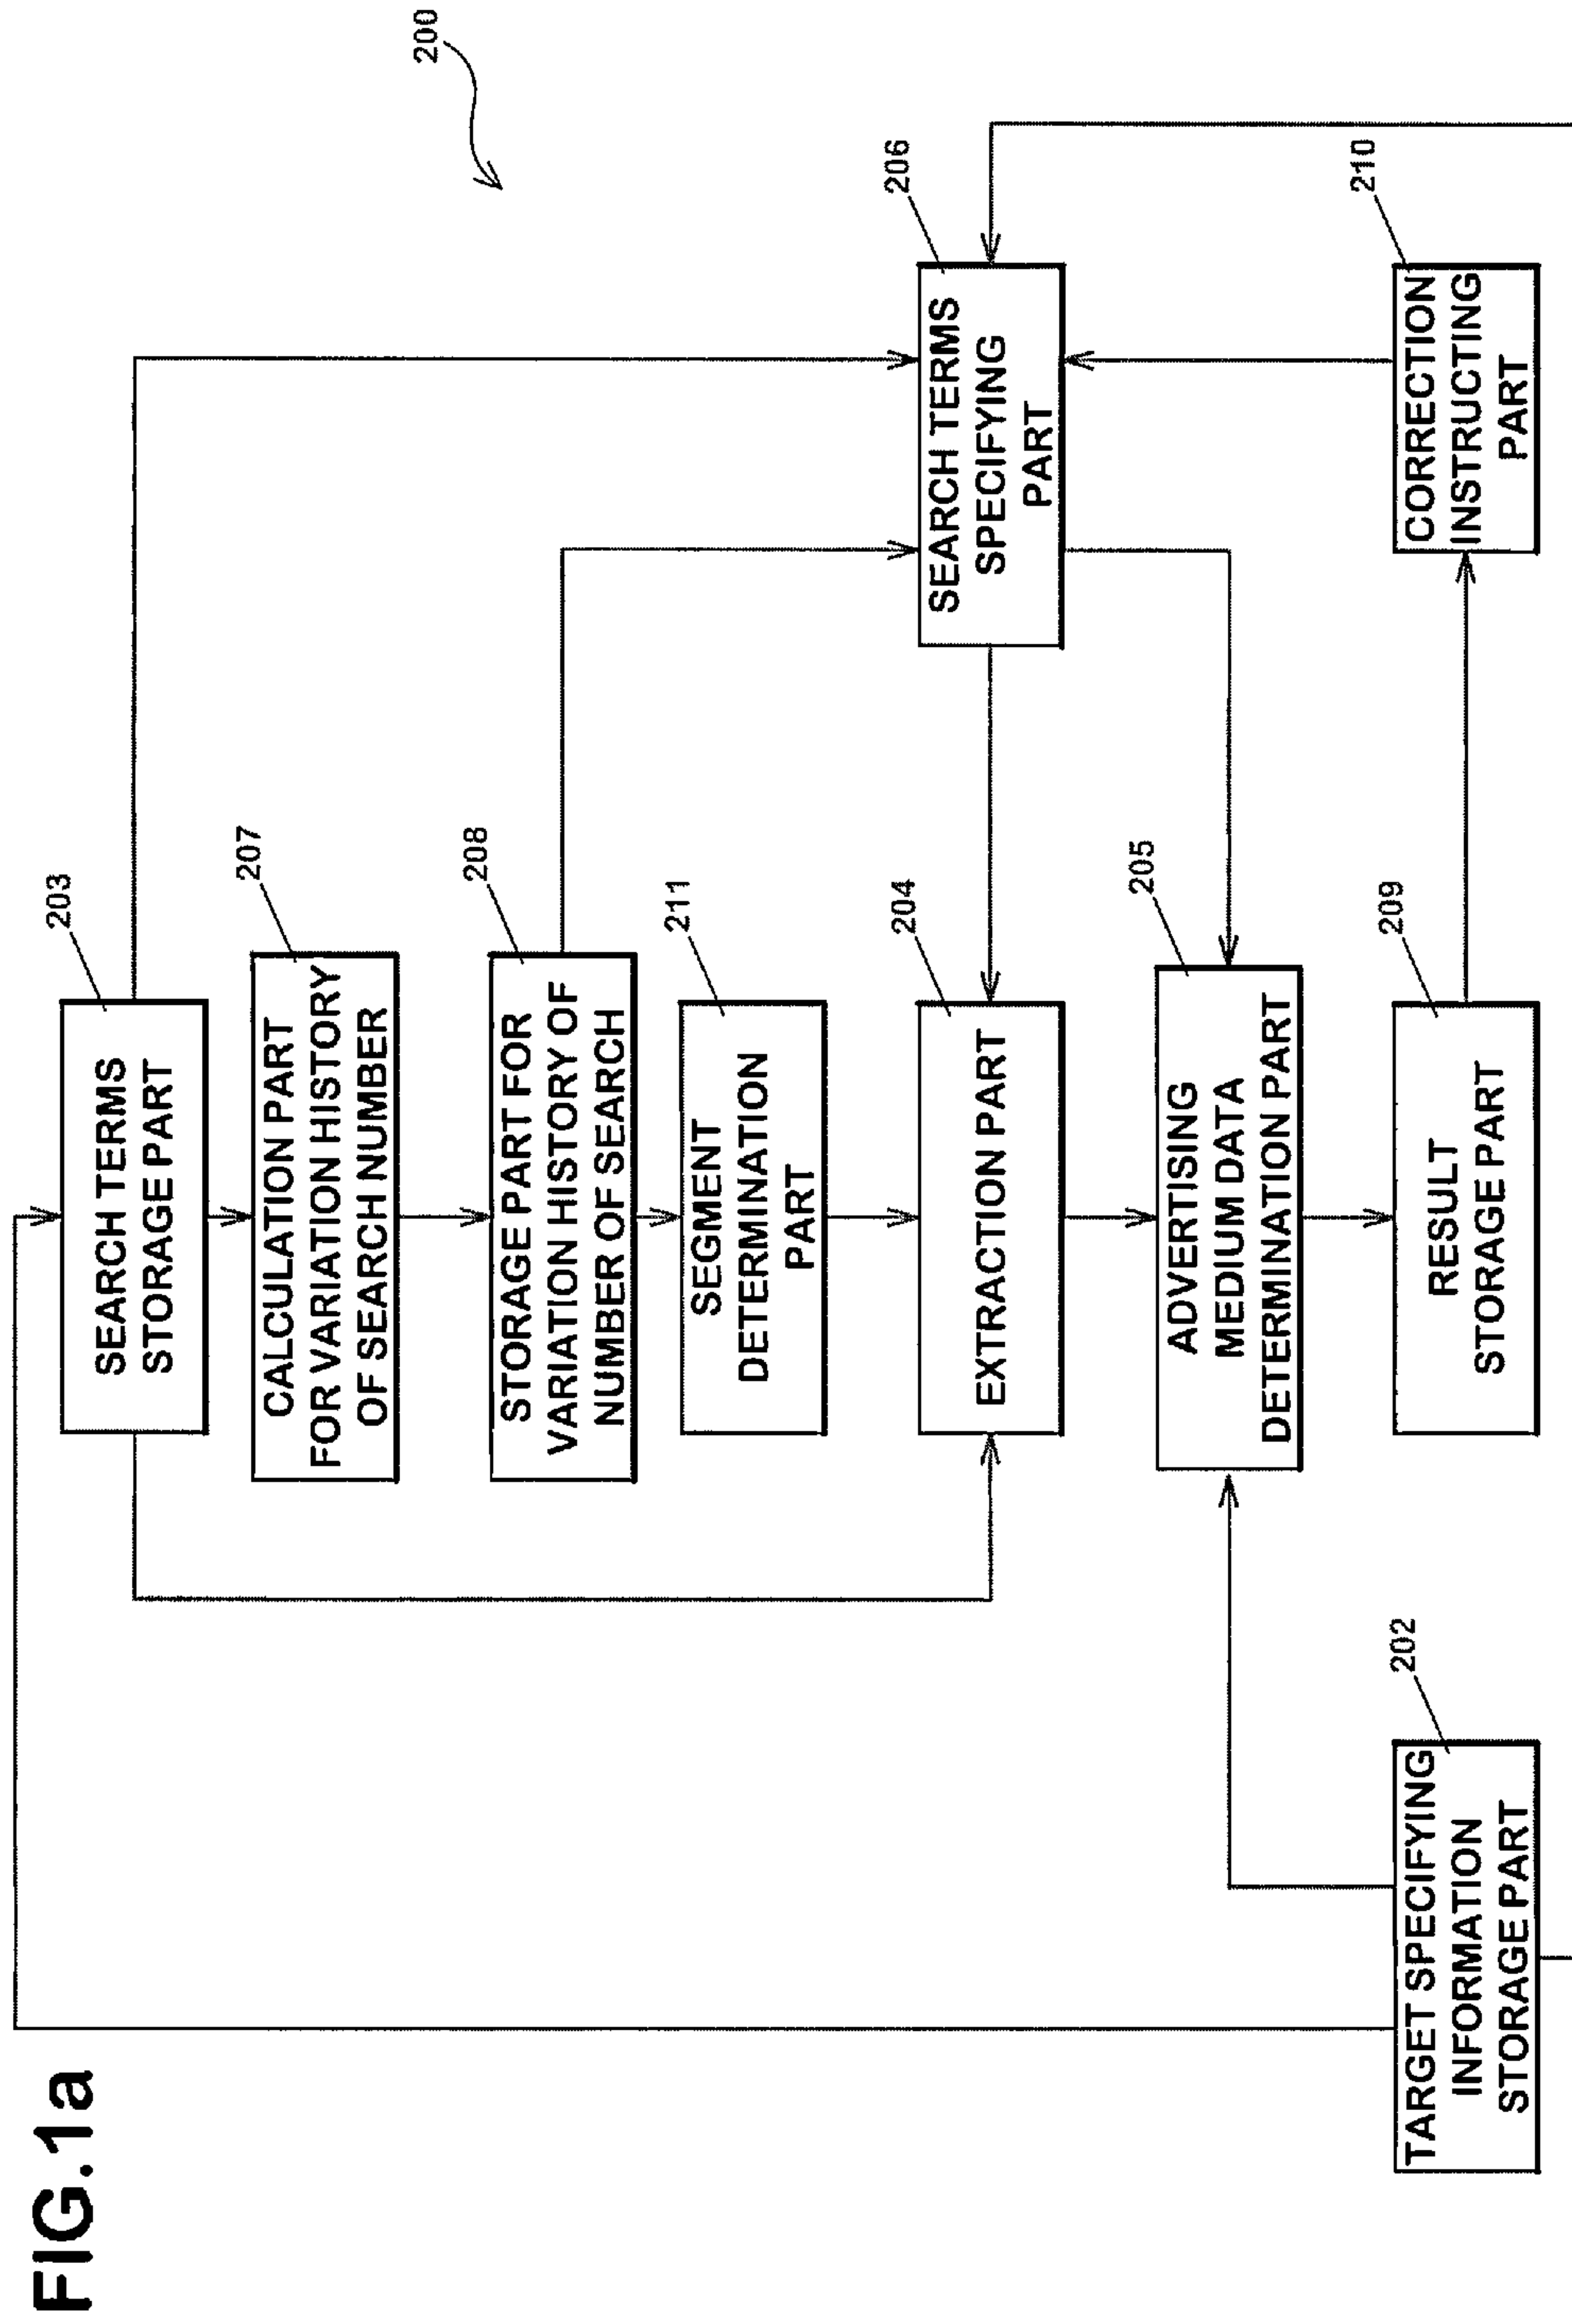 FIG.1a
200
203
SEARCH TERMS
STORAGE PART
207
CALCULATION PART
FOR VARIATION HISTORY
OF SEARCH NUMBER
208
STORAGE PART FOR
VARIATION HISTORY OF
NUMBER OF SEARCH
211
SEGMENT
DETERMINATION
PART
206
SEARCH TERMS
SPECIFYING
PART
204
EXTRACTION PART
205
ADVERTISING
MEDIUM DATA
DETERMINATION PART
202
TARGET SPECIFYING
INFORMATION
STORAGE PART
209
RESULT
STORAGE PART
210
CORRECTION
INSTRUCTING
PART